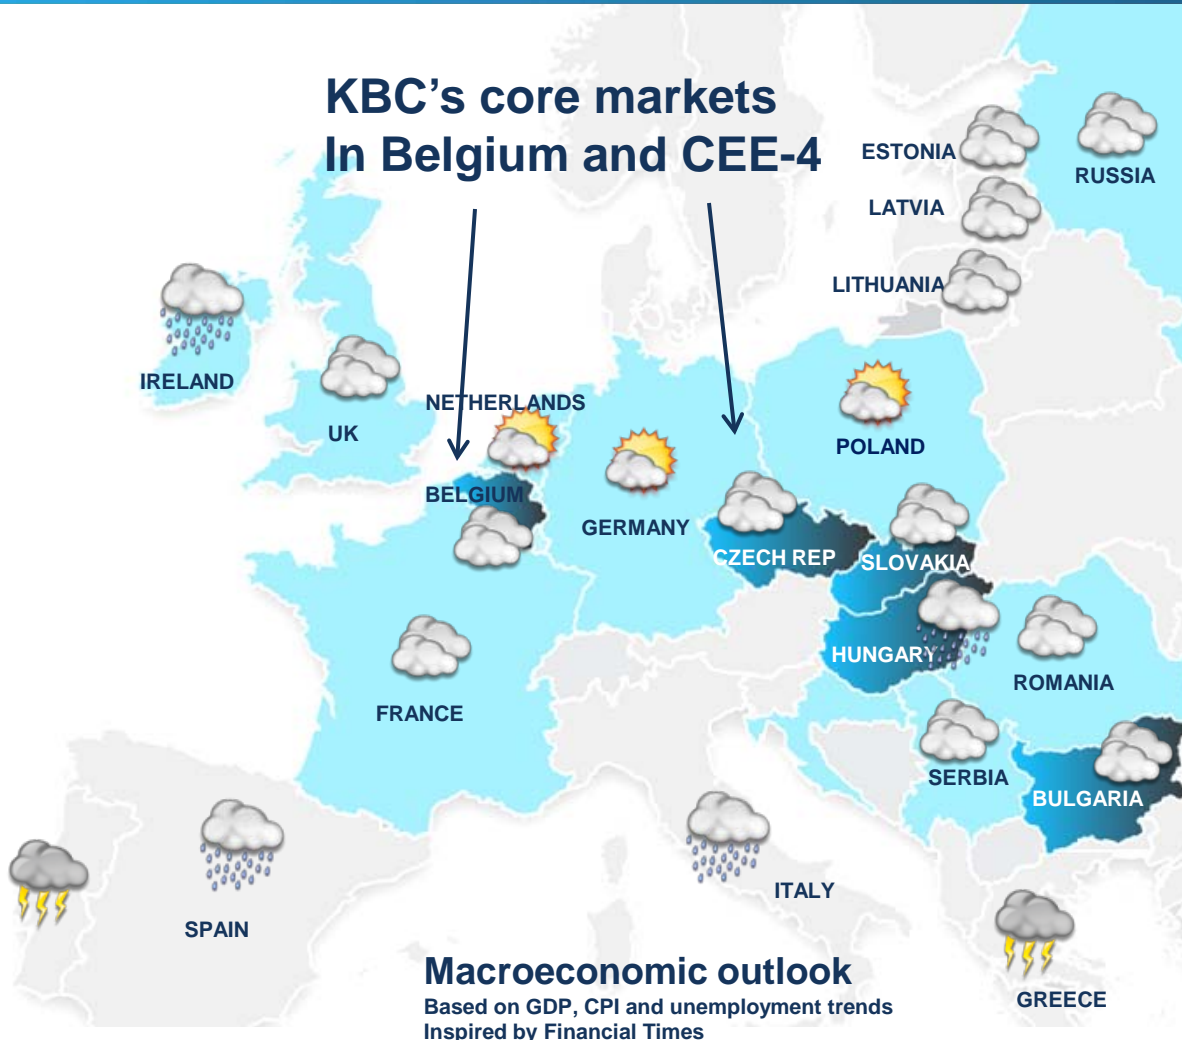 KBC’s core markets
In Belgium and CEE-4
ESTONIA
RUSSIA
LATVIA
LITHUANIA
IRELAND
NETHERLANDS
UK
POLAND
BELGIUM
GERMANY
CZECH REP
SLOVAKIA
HUNGARY
ROMANIA
FRANCE
SERBIA
BULGARIA
ITALY
SPAIN
Macroeconomic outlook
GREECE
Based on GDP, CPI and unemployment trends
Inspired by Financial Times